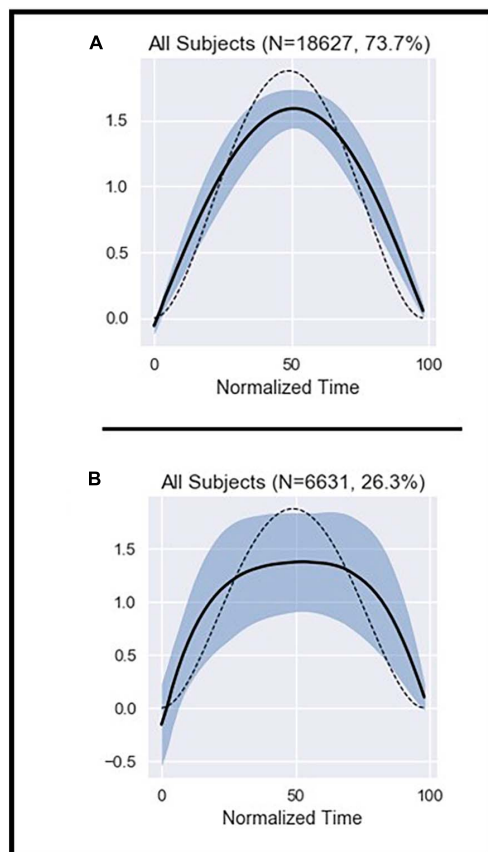 A
All Subjects (N=18627, 73.7%)
1.5
1.0
0.5
0.0
0 50 100
Normalized Time
B
All Subjects (N=6631, 26.3%)
1.5
1.0
0.5
0.0
−0.5
0 50 100
Normalized Time